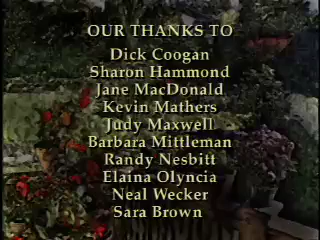 OUR THANKS TO
Dick Coogan
Sharon Hammond
Jane MacDonald
Kevin Mathers
Judy Maxwell
Barbara Mittleman
Randy Nesbitt
Elaina Olyncia
Neal Wecker
Sara Brown